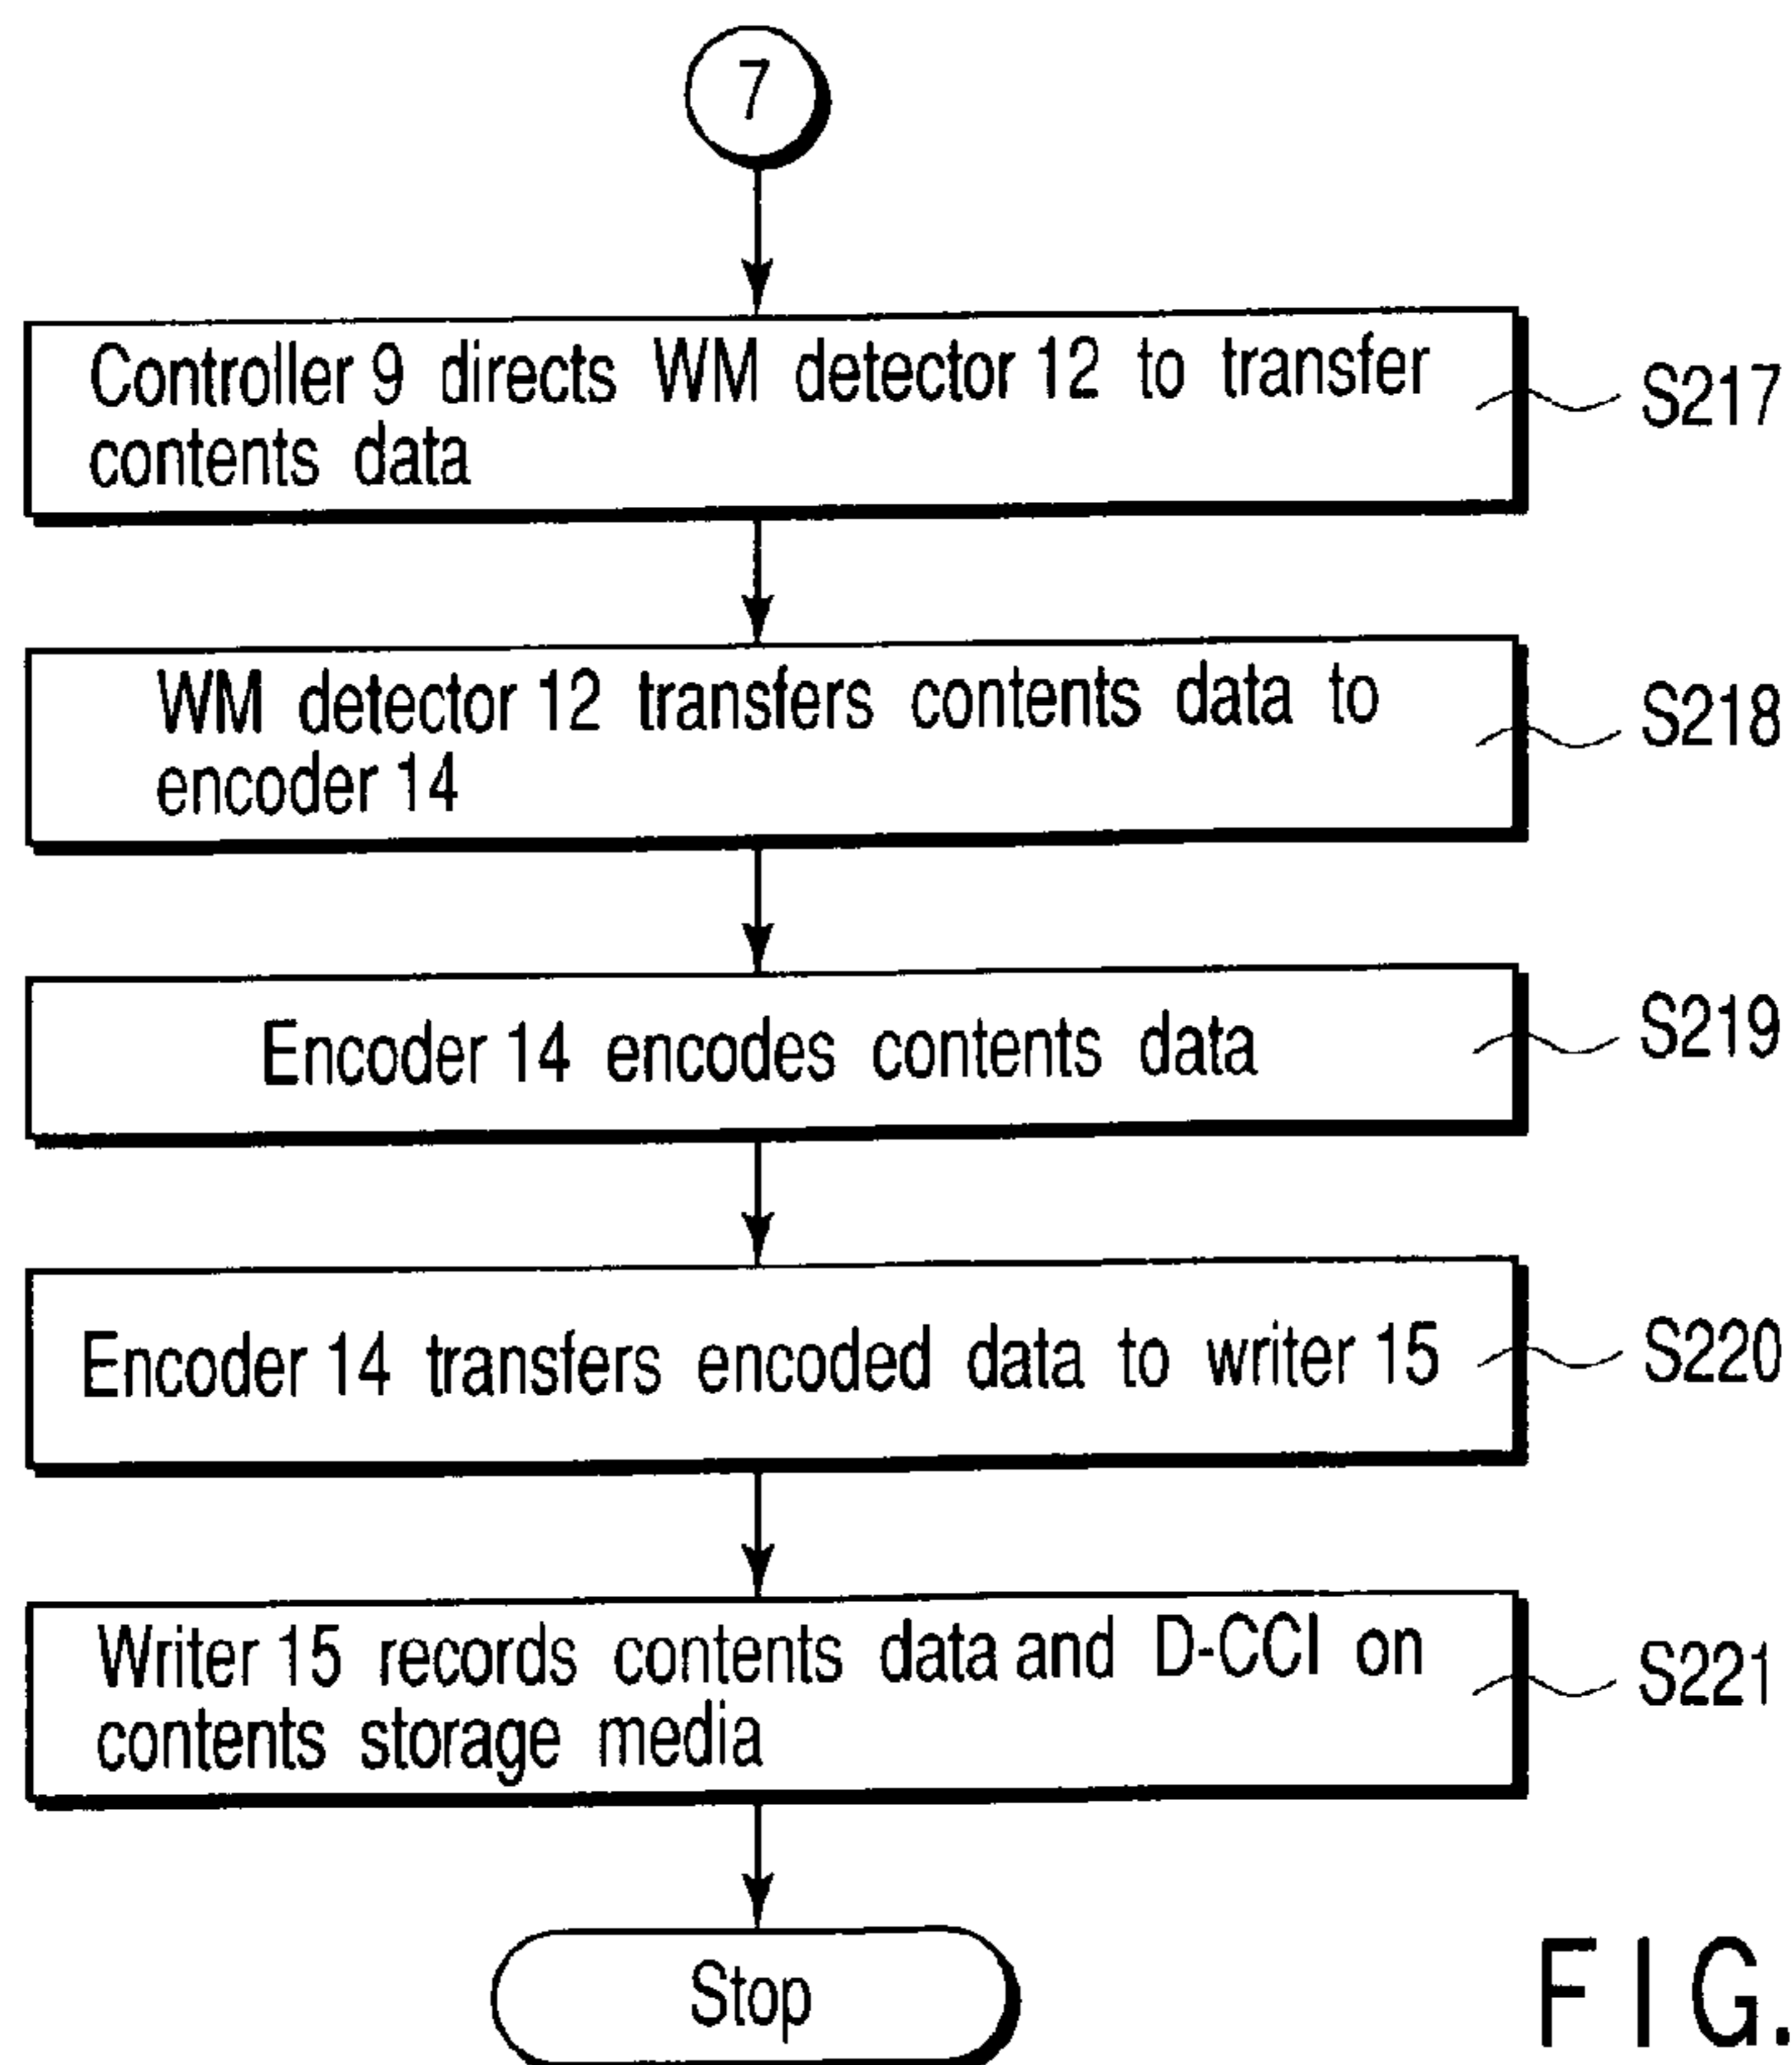 7
Controller 9 directs WM detector 12 to transfer
contents data
S217
WM detector 12 transfers contents data to
encoder 14
S218
Encoder 14 encodes contents data
S219
Encoder 14 transfers encoded data to writer 15
S220
Writer 15 records contents data and D-CCI on
contents storage media
S221
Stop
FIG.